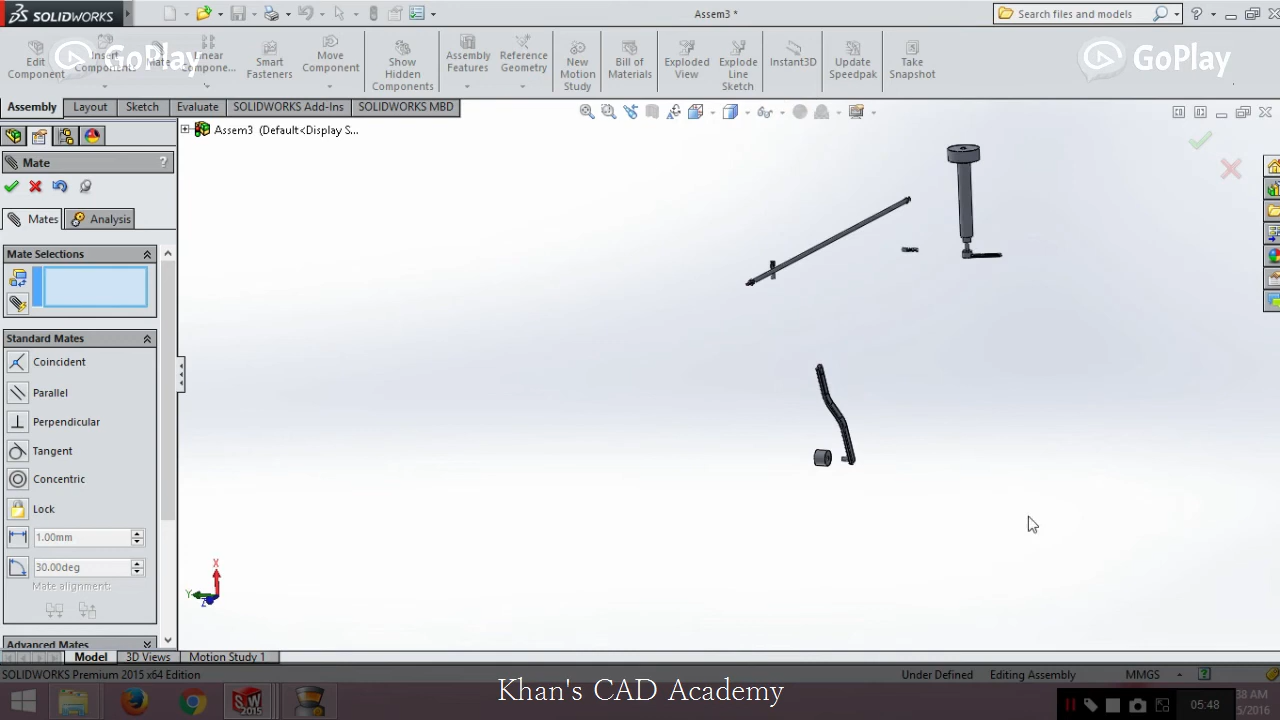 SOLIDWORKS
Assem3 *
Search files and models
Edit Component
Linear Compone...
Smart Fasteners
Move Component
Show Hidden Components
Assembly Features
Reference Geometry
New Motion Study
Bill of Materials
Exploded View
Explode Line Sketch
Instant3D
Update Speedpak
Take Snapshot
GoPlay
GoPlay
Assembly
Layout
Sketch
Evaluate
SOLIDWORKS Add-Ins
SOLIDWORKS MBD
Assem3 (Default<Display S...
Mate
?
Mates
Analysis
Mate Selections
Standard Mates
Coincident
Parallel
Perpendicular
Tangent
Concentric
Lock
1.00mm
30.00deg
Mate alignment:
Advanced Mates
X
Y
Z
Model
3D Views
Motion Study 1
SOLIDWORKS Premium 2015 x64 Edition
Under Defined
Editing Assembly
MMGS
?
Khan's CAD Academy
05:48